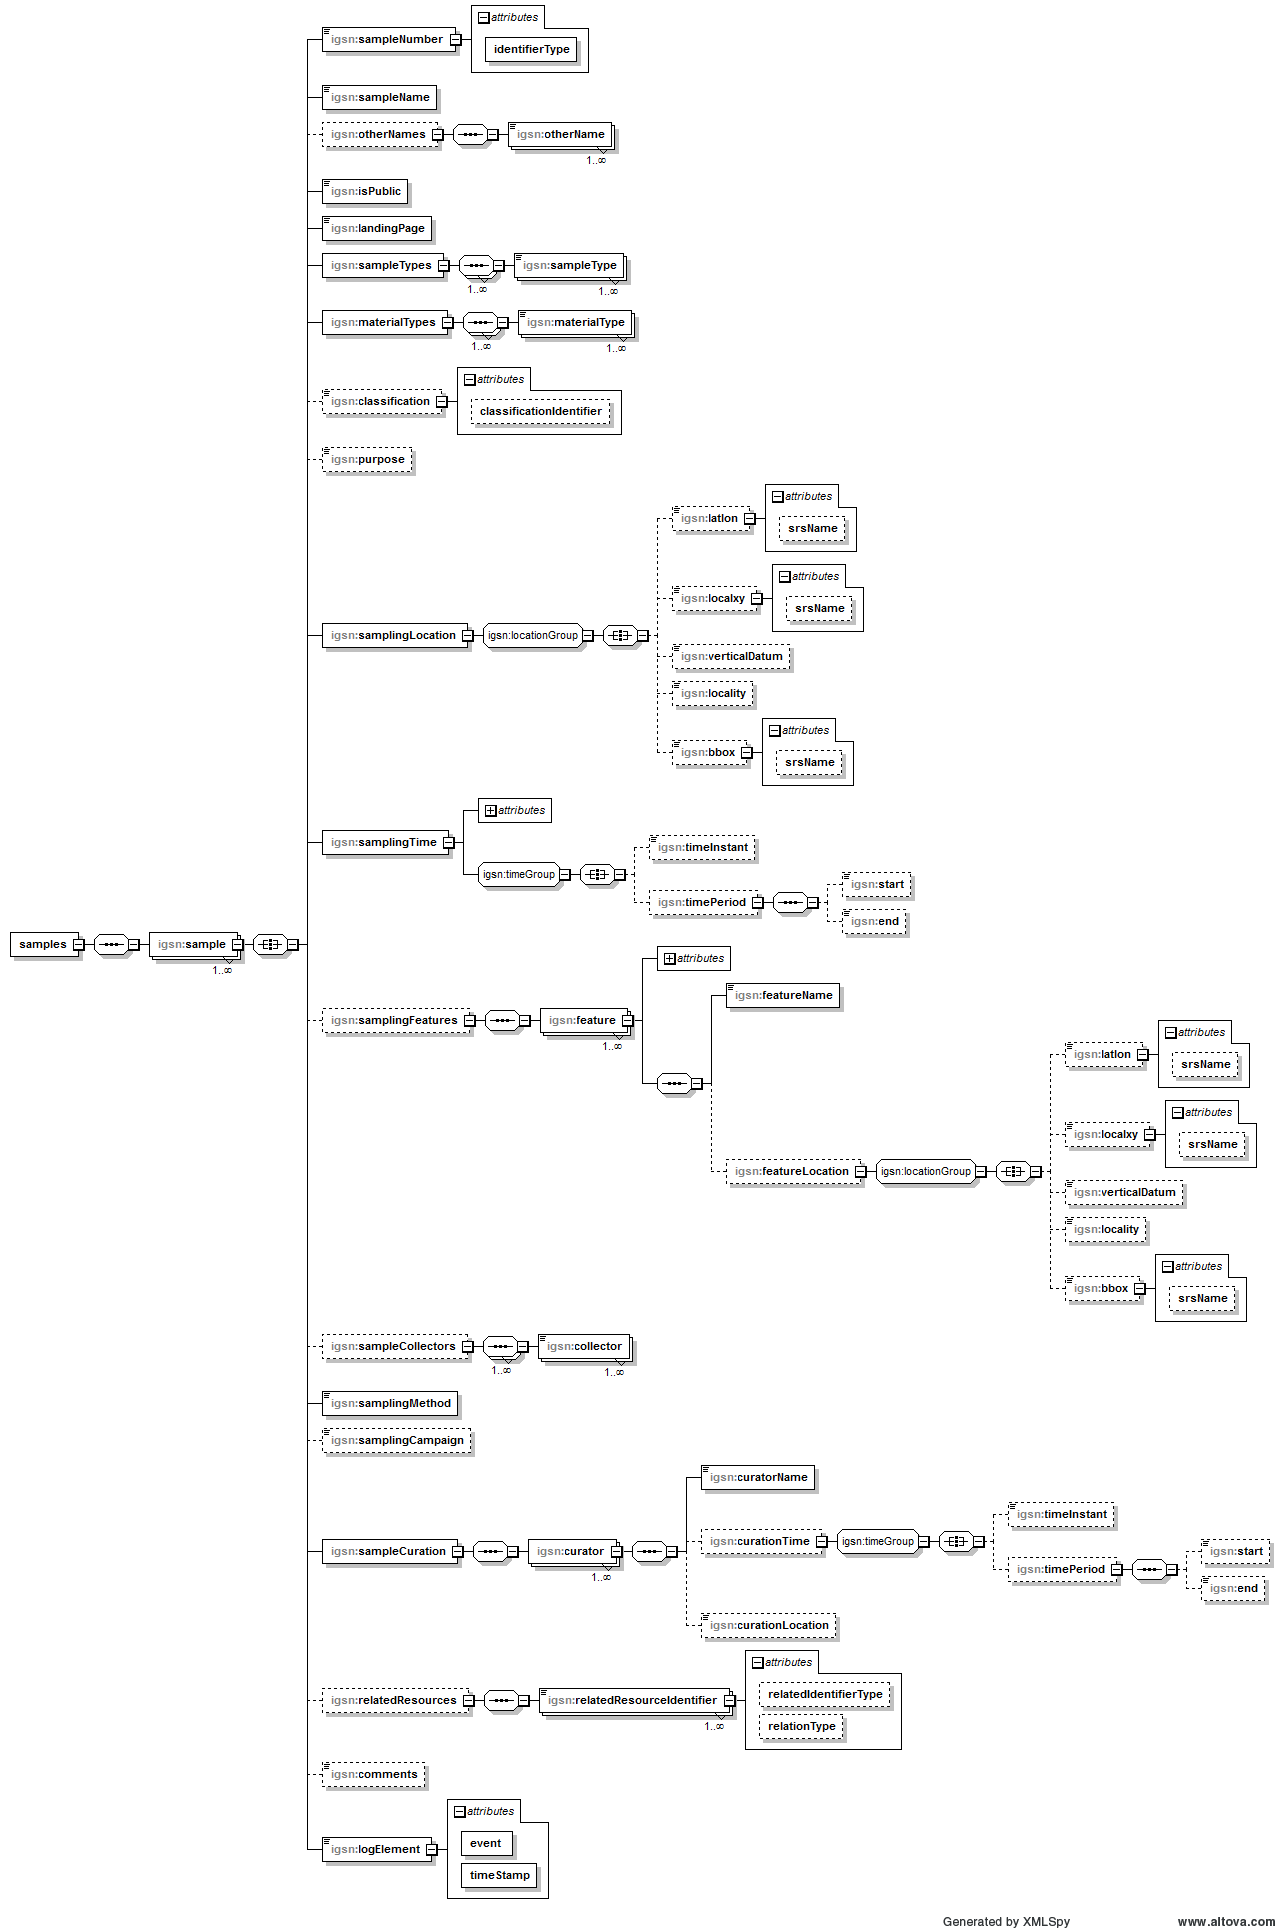 attributes
igsn:sampleNumber
identifierType
igsn:sampleName
igsn:otherNames
igsn:otherName
1..∞
igsn:isPublic
igsn:landingPage
igsn:sampleTypes
igsn:sampleType
1..∞
1..∞
igsn:materialTypes
igsn:materialType
1..∞
1..∞
attributes
igsn:classification
classificationIdentifier
igsn:purpose
attributes
igsn:latlon
srsName
attributes
igsn:localxy
srsName
igsn:samplingLocation
igsn:locationGroup
igsn:verticalDatum
igsn:locality
attributes
igsn:bbox
srsName
attributes
igsn:samplingTime
igsn:timeInstant
igsn:timeGroup
igsn:start
igsn:timePeriod
igsn:end
samples
igsn:sample
1..∞
attributes
igsn:featureName
igsn:samplingFeatures
igsn:feature
1..∞
attributes
igsn:latlon
srsName
attributes
igsn:localxy
srsName
igsn:featureLocation
igsn:locationGroup
igsn:verticalDatum
igsn:locality
attributes
igsn:bbox
srsName
igsn:sampleCollectors
igsn:collector
1..∞
1..∞
igsn:samplingMethod
igsn:samplingCampaign
igsn:curatorName
igsn:timeInstant
igsn:curationTime
igsn:timeGroup
igsn:sampleCuration
igsn:curator
1..∞
igsn:start
igsn:timePeriod
igsn:end
igsn:curationLocation
attributes
igsn:relatedResources
igsn:relatedResourceIdentifier
1..∞
relatedIdentifierType
relationType
igsn:comments
attributes
igsn:logElement
event
timeStamp
Generated by XMLSpy
www.altova.com